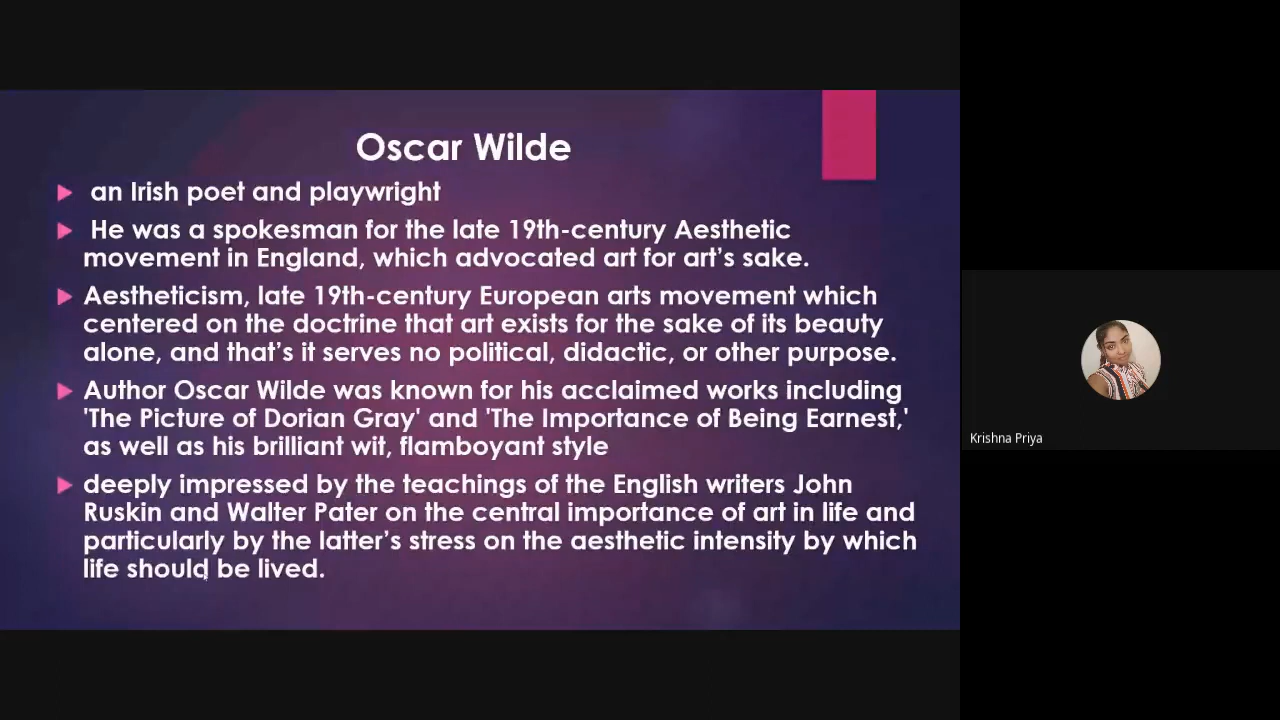 Oscar Wilde
an Irish poet and playwright
He was a spokesman for the late 19th-century Aesthetic
movement in England, which advocated art for art’s sake.
Aestheticism, late 19th-century European arts movement which
centered on the doctrine that art exists for the sake of its beauty
alone, and that’s it serves no political, didactic, or other purpose.
Author Oscar Wilde was known for his acclaimed works including
'The Picture of Dorian Gray' and 'The Importance of Being Earnest,'
as well as his brilliant wit, flamboyant style
deeply impressed by the teachings of the English writers John
Ruskin and Walter Pater on the central importance of art in life and
particularly by the latter’s stress on the aesthetic intensity by which
life should be lived.
Krishna Priya